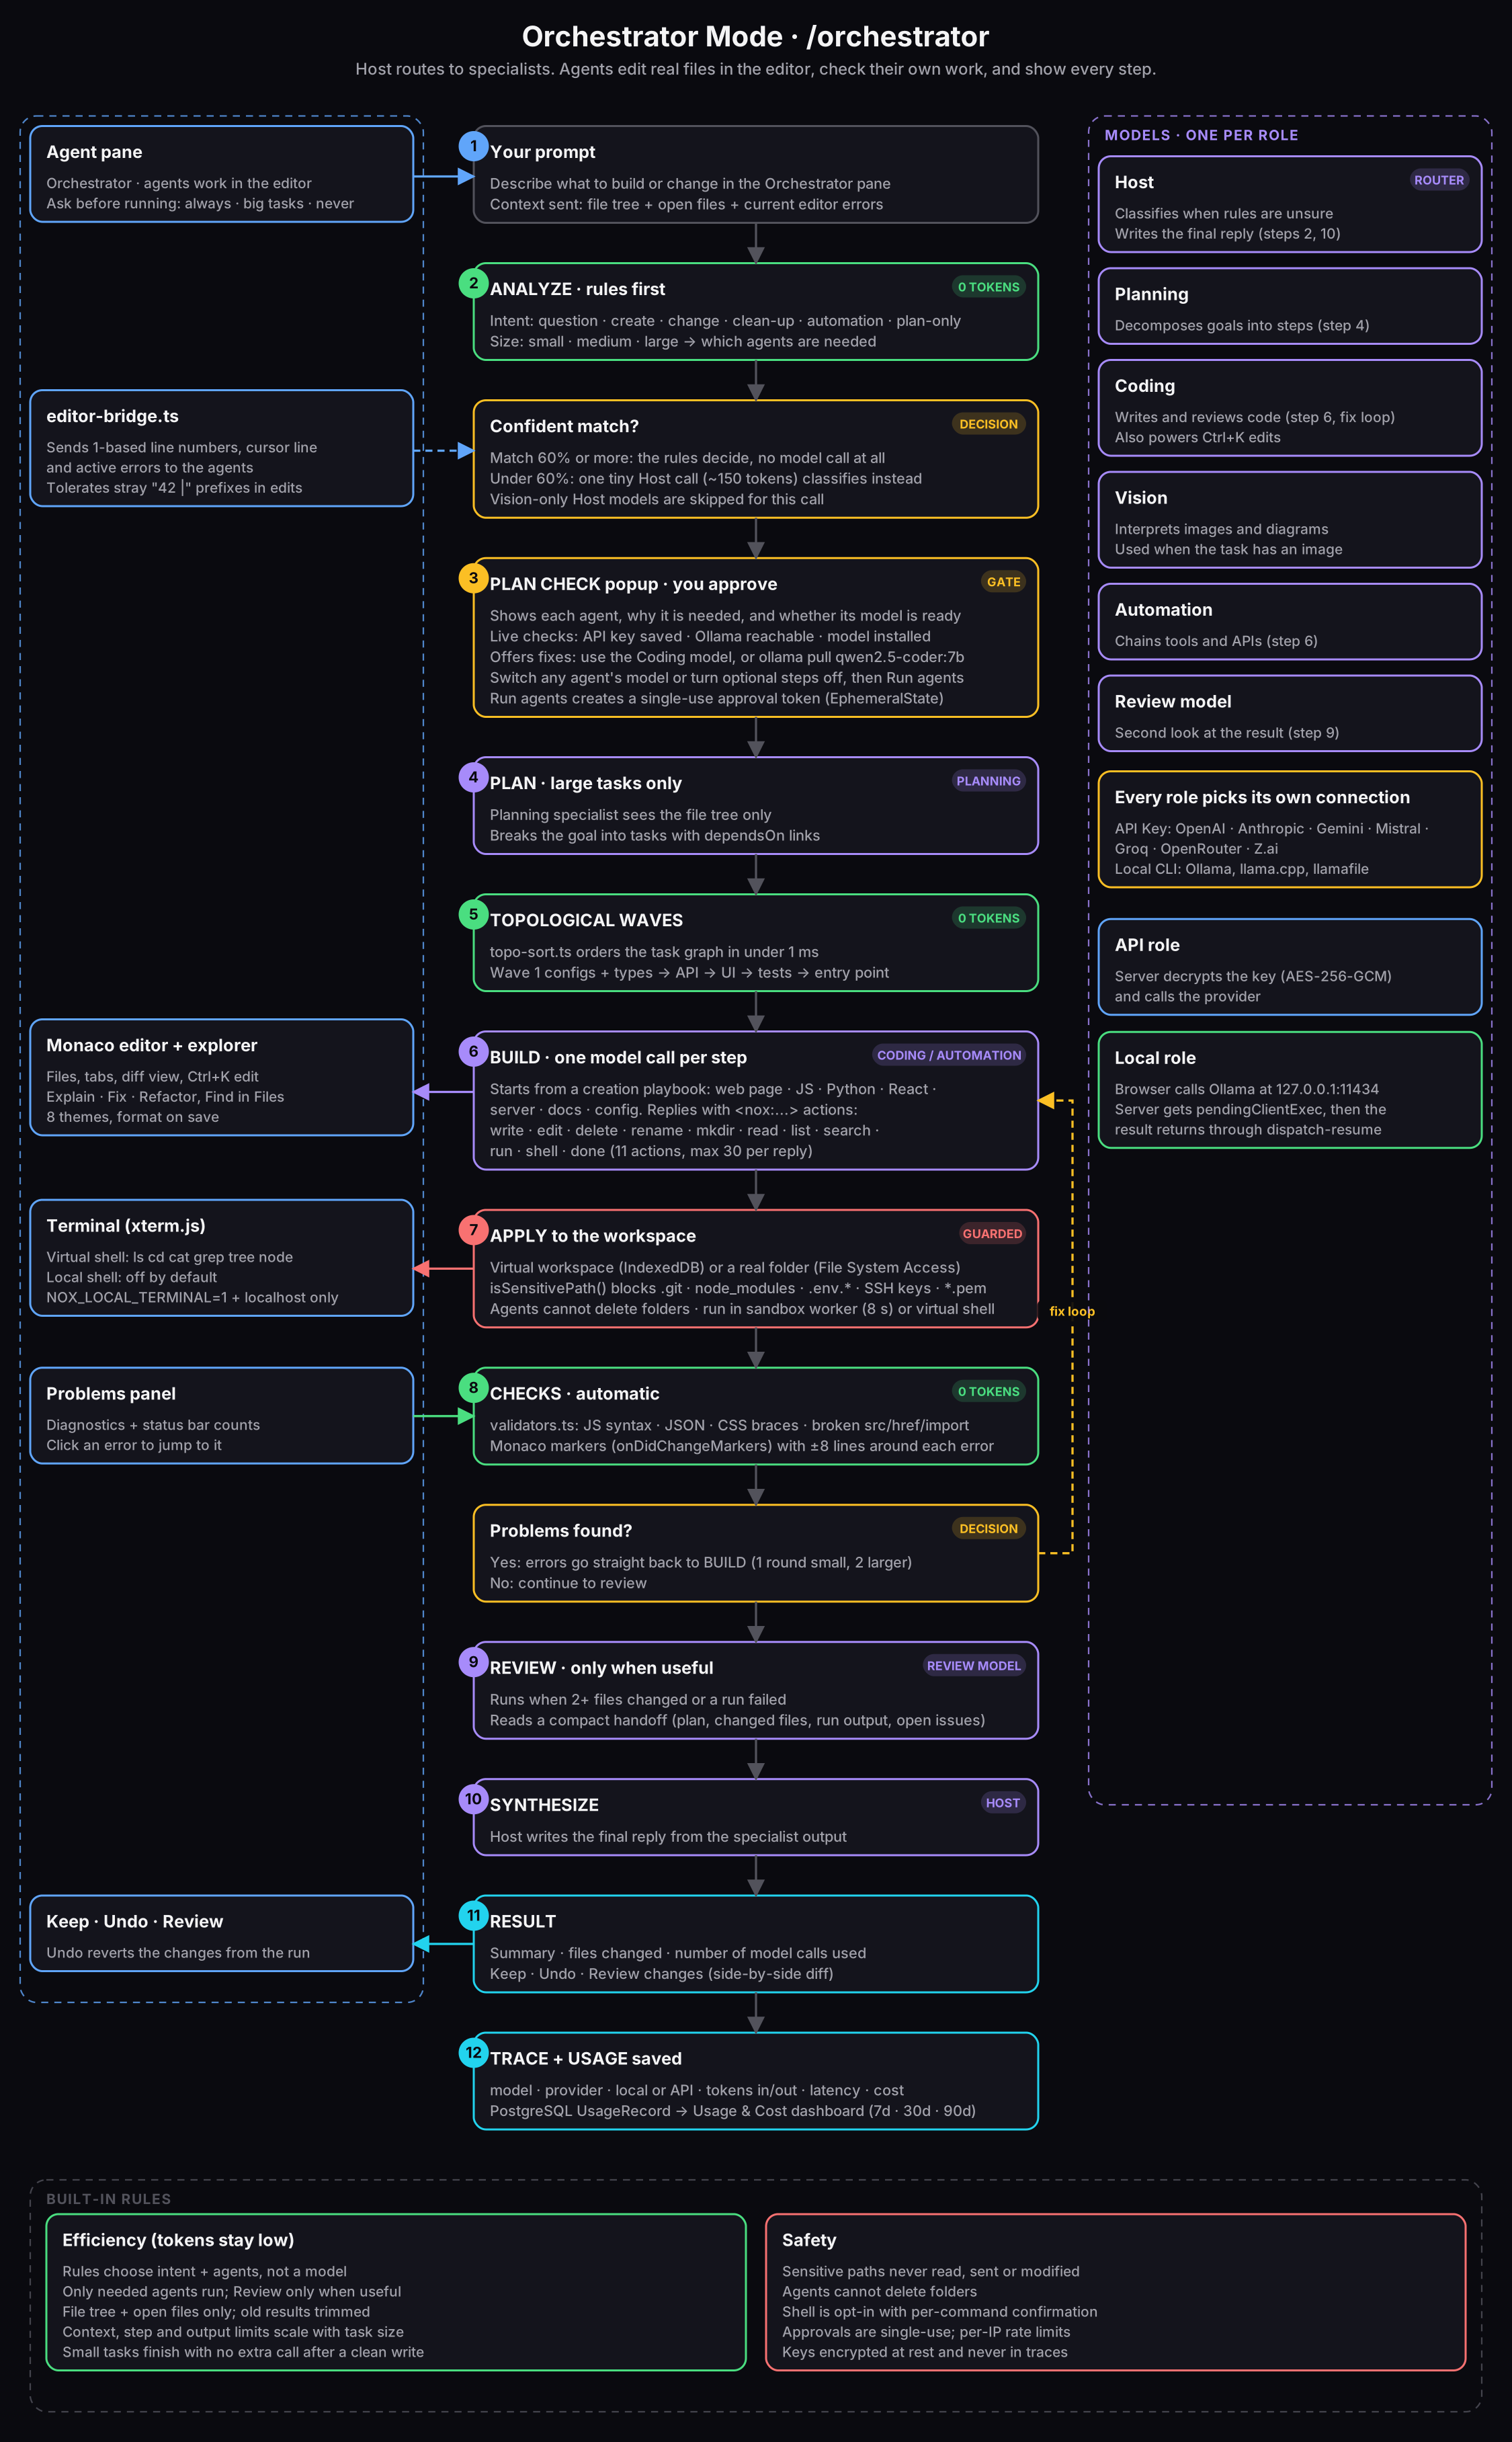 Orchestrator Mode · /orchestrator
Host routes to specialists. Agents edit real files in the editor, check their own work, and show every step.
Agent pane
Orchestrator · agents work in the editor
Ask before running: always · big tasks · never
editor-bridge.ts
Sends 1-based line numbers, cursor line
and active errors to the agents
Tolerates stray "42 |" prefixes in edits
Monaco editor + explorer
Files, tabs, diff view, Ctrl+K edit
Explain · Fix · Refactor, Find in Files
8 themes, format on save
Terminal (xterm.js)
Virtual shell: ls cd cat grep tree node
Local shell: off by default
NOX_LOCAL_TERMINAL=1 + localhost only
Problems panel
Diagnostics + status bar counts
Click an error to jump to it
Keep · Undo · Review
Undo reverts the changes from the run
1
Your prompt
Describe what to build or change in the Orchestrator pane
Context sent: file tree + open files + current editor errors
2
ANALYZE · rules first
0 TOKENS
Intent: question · create · change · clean-up · automation · plan-only
Size: small · medium · large → which agents are needed
Confident match?
DECISION
Match 60% or more: the rules decide, no model call at all
Under 60%: one tiny Host call (~150 tokens) classifies instead
Vision-only Host models are skipped for this call
3
PLAN CHECK popup · you approve
GATE
Shows each agent, why it is needed, and whether its model is ready
Live checks: API key saved · Ollama reachable · model installed
Offers fixes: use the Coding model, or ollama pull qwen2.5-coder:7b
Switch any agent's model or turn optional steps off, then Run agents
Run agents creates a single-use approval token (EphemeralState)
4
PLAN · large tasks only
PLANNING
Planning specialist sees the file tree only
Breaks the goal into tasks with dependsOn links
5
TOPOLOGICAL WAVES
0 TOKENS
topo-sort.ts orders the task graph in under 1 ms
Wave 1 configs + types → API → UI → tests → entry point
6
BUILD · one model call per step
CODING / AUTOMATION
Starts from a creation playbook: web page · JS · Python · React ·
server · docs · config. Replies with <nox:...> actions:
write · edit · delete · rename · mkdir · read · list · search ·
run · shell · done (11 actions, max 30 per reply)
7
APPLY to the workspace
GUARDED
Virtual workspace (IndexedDB) or a real folder (File System Access)
isSensitivePath() blocks .git · node_modules · .env.* · SSH keys · *.pem
Agents cannot delete folders · run in sandbox worker (8 s) or virtual shell
fix loop
8
CHECKS · automatic
0 TOKENS
validators.ts: JS syntax · JSON · CSS braces · broken src/href/import
Monaco markers (onDidChangeMarkers) with ±8 lines around each error
Problems found?
DECISION
Yes: errors go straight back to BUILD (1 round small, 2 larger)
No: continue to review
9
REVIEW · only when useful
REVIEW MODEL
Runs when 2+ files changed or a run failed
Reads a compact handoff (plan, changed files, run output, open issues)
10
SYNTHESIZE
HOST
Host writes the final reply from the specialist output
11
RESULT
Summary · files changed · number of model calls used
Keep · Undo · Review changes (side-by-side diff)
12
TRACE + USAGE saved
model · provider · local or API · tokens in/out · latency · cost
PostgreSQL UsageRecord → Usage & Cost dashboard (7d · 30d · 90d)
MODELS · ONE PER ROLE
Host
ROUTER
Classifies when rules are unsure
Writes the final reply (steps 2, 10)
Planning
Decomposes goals into steps (step 4)
Coding
Writes and reviews code (step 6, fix loop)
Also powers Ctrl+K edits
Vision
Interprets images and diagrams
Used when the task has an image
Automation
Chains tools and APIs (step 6)
Review model
Second look at the result (step 9)
Every role picks its own connection
API Key: OpenAI · Anthropic · Gemini · Mistral ·
Groq · OpenRouter · Z.ai
Local CLI: Ollama, llama.cpp, llamafile
API role
Server decrypts the key (AES-256-GCM)
and calls the provider
Local role
Browser calls Ollama at 127.0.0.1:11434
Server gets pendingClientExec, then the
result returns through dispatch-resume
BUILT-IN RULES
Efficiency (tokens stay low)
Rules choose intent + agents, not a model
Only needed agents run; Review only when useful
File tree + open files only; old results trimmed
Context, step and output limits scale with task size
Small tasks finish with no extra call after a clean write
Safety
Sensitive paths never read, sent or modified
Agents cannot delete folders
Shell is opt-in with per-command confirmation
Approvals are single-use; per-IP rate limits
Keys encrypted at rest and never in traces